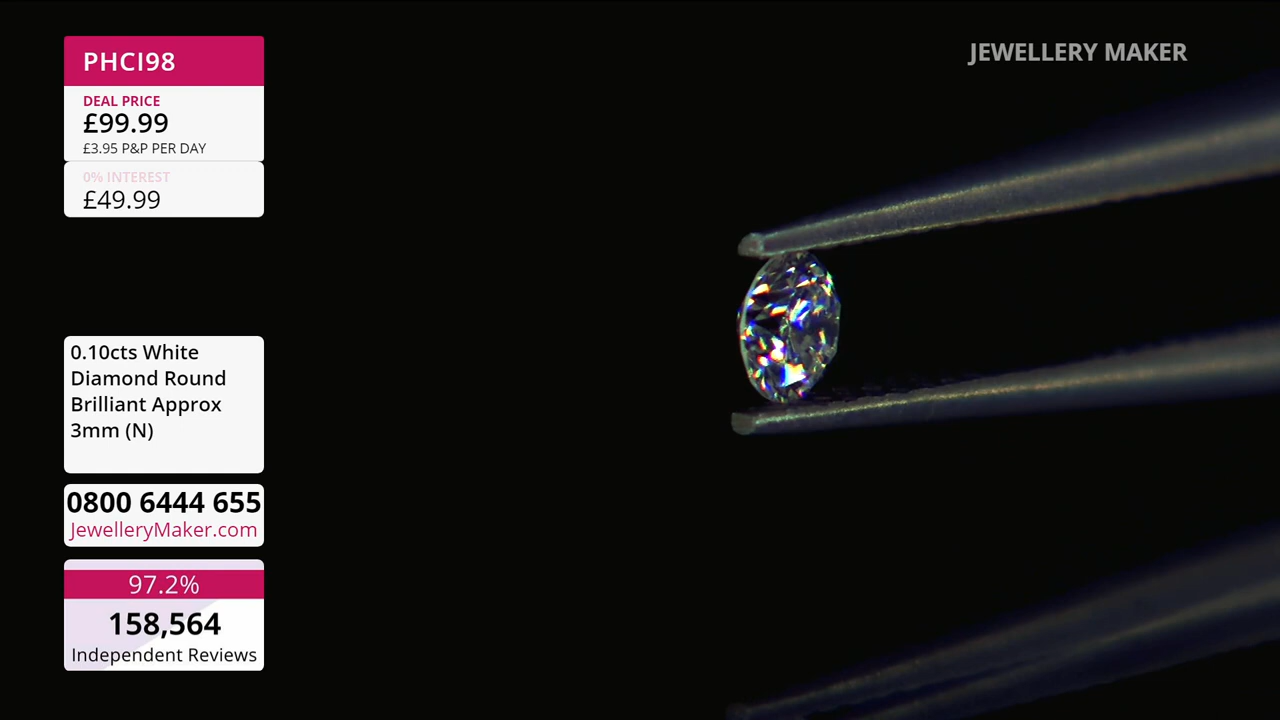 PHCI98
DEAL PRICE
£99.99
£3.95 P&P PER DAY
0% INTEREST
£49.99
JEWELLERY MAKER
0.10cts White
Diamond Round
Brilliant Approx
3mm (N)
0800 6444 655
JewelleryMaker.com
97.2%
158,564
Independent Reviews